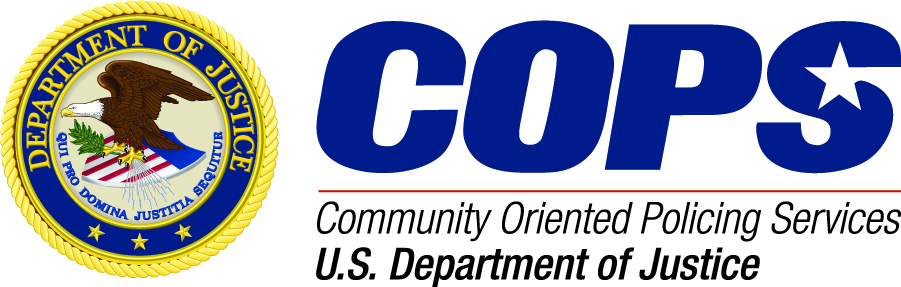 DEPARTMENT OF JUSTICE
QUI PRO DOMINA JUSTITIA SEQUITUR
COPS
Community Oriented Policing Services
U.S. Department of Justice